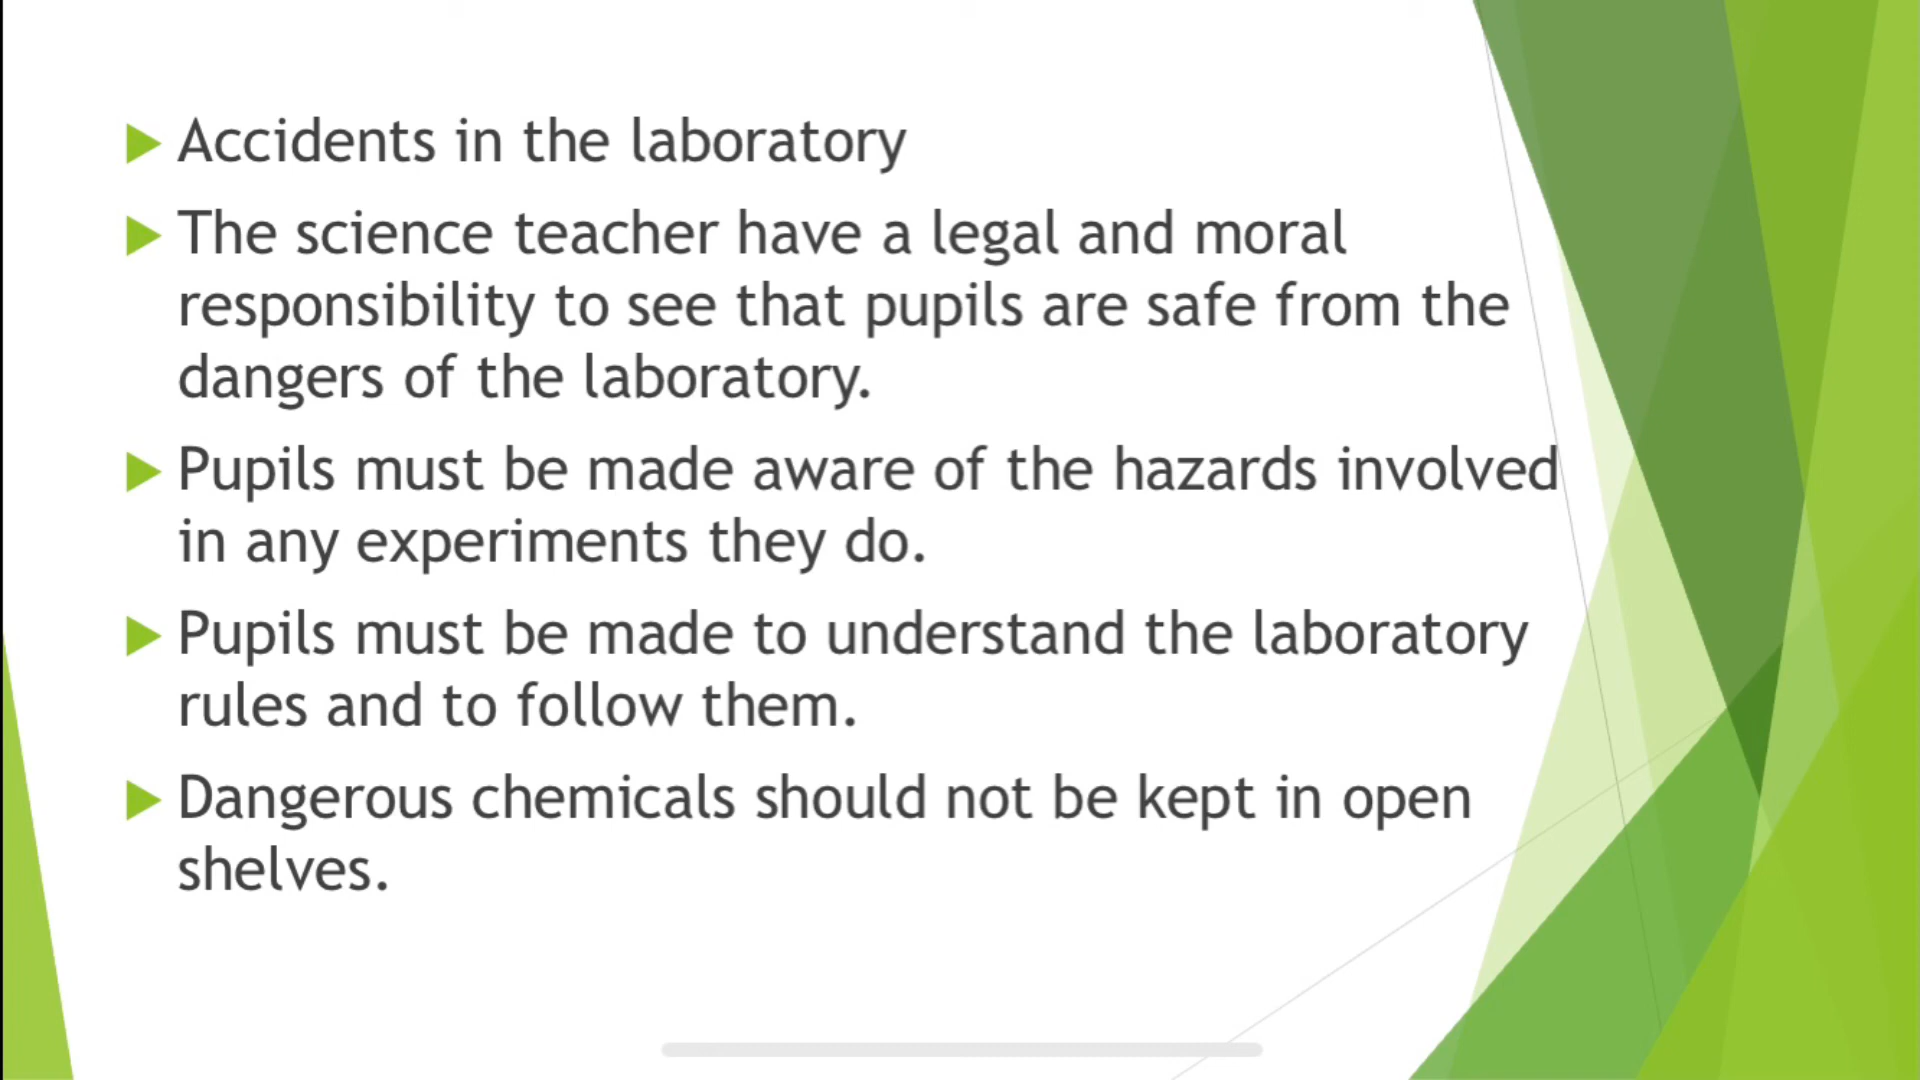 Accidents in the laboratory
The science teacher have a legal and moral
responsibility to see that pupils are safe from the
dangers of the laboratory.
Pupils must be made aware of the hazards involved
in any experiments they do.
Pupils must be made to understand the laboratory
rules and to follow them.
Dangerous chemicals should not be kept in open
shelves.